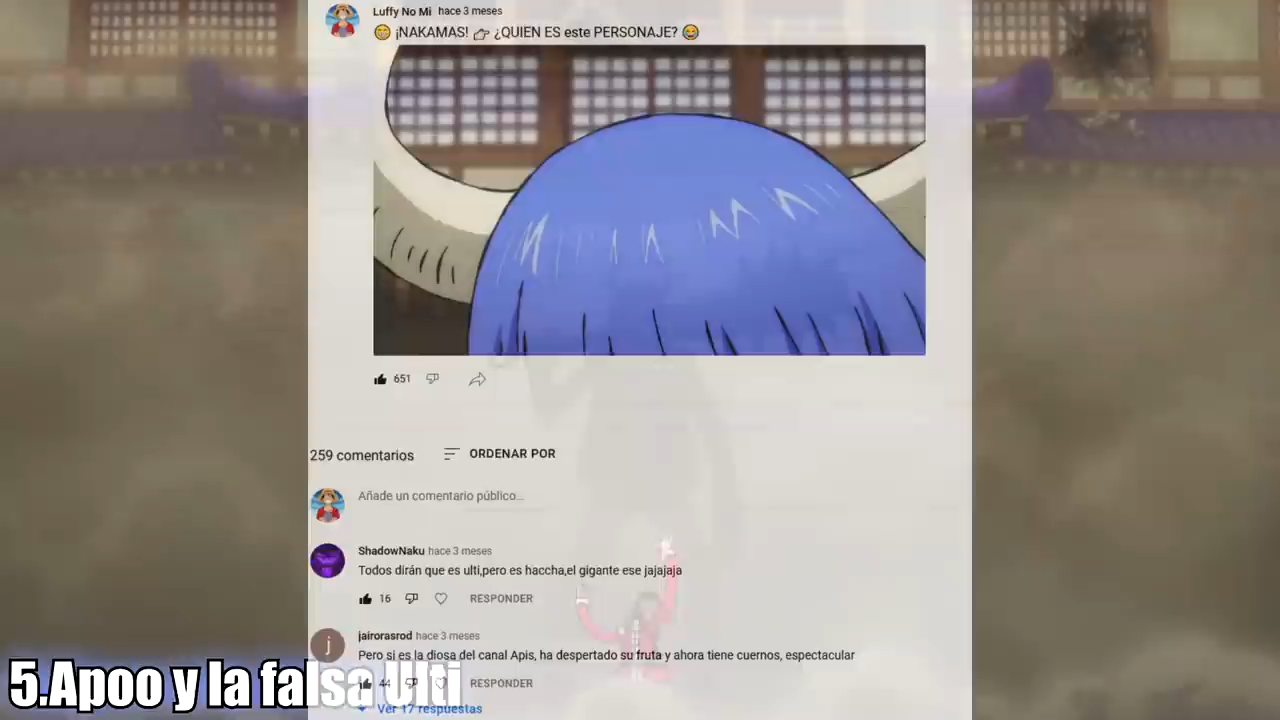 Luffy No Mi hace 3 meses
😁 ¡NAKAMAS! 👉 ¿QUIEN ES este PERSONAJE? 😂
651
259 comentarios ORDENAR POR
Añade un comentario público...
ShadowNaku hace 3 meses
Todos dirán que es ulti,pero es haccha,el gigante ese jajajaja
16 RESPONDER
j
jairorasrod hace 3 meses
Pero si es la diosa del canal Apis, ha despertado su fruta y ahora tiene cuernos, espectacular
44 RESPONDER
5.Apoo y la falsa Ulti
Ver 17 respuestas